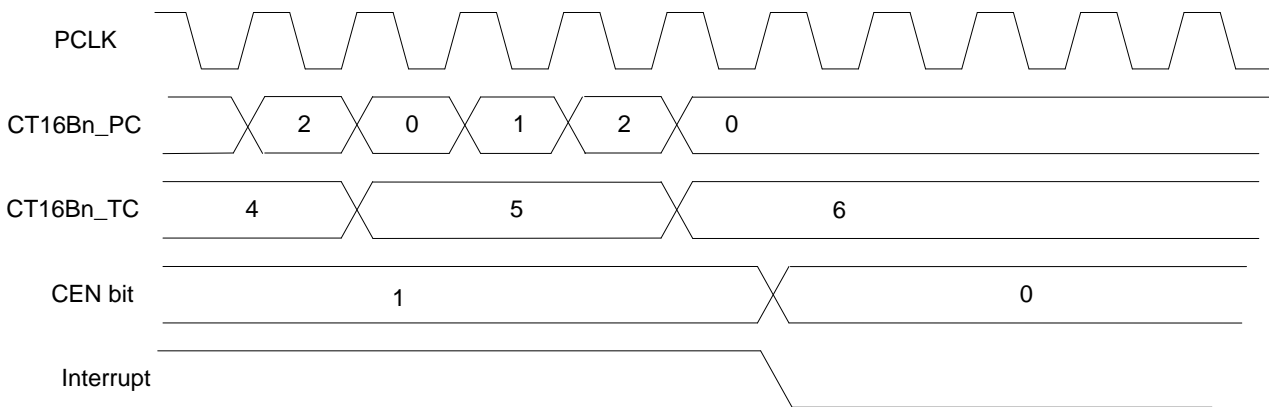 PCLK
CT16Bn_PC 2 0 1 2 0
CT16Bn_TC 4 5 6
CEN bit 1 0
Interrupt